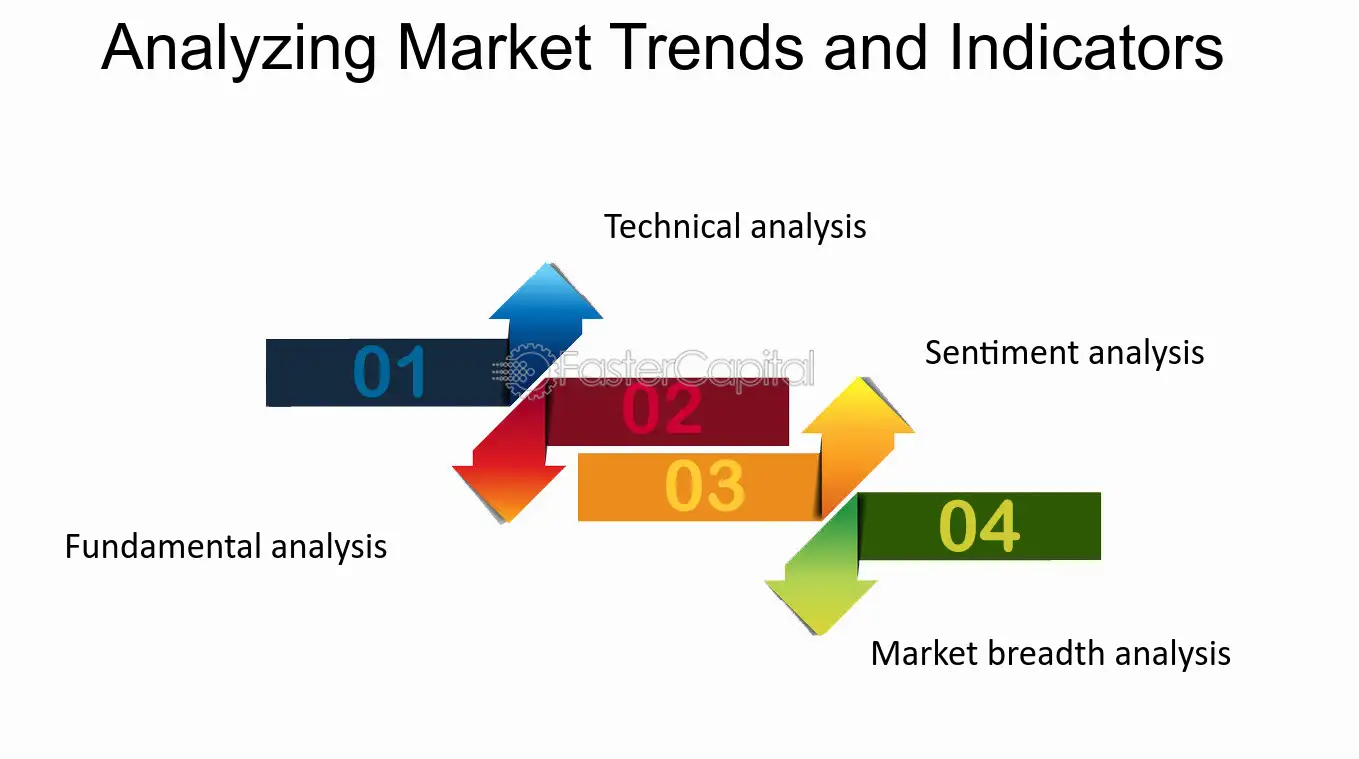 Analyzing Market Trends and Indicators
Technical analysis
Sentiment analysis
01
FasterCapital
02
03
04
Fundamental analysis
Market breadth analysis